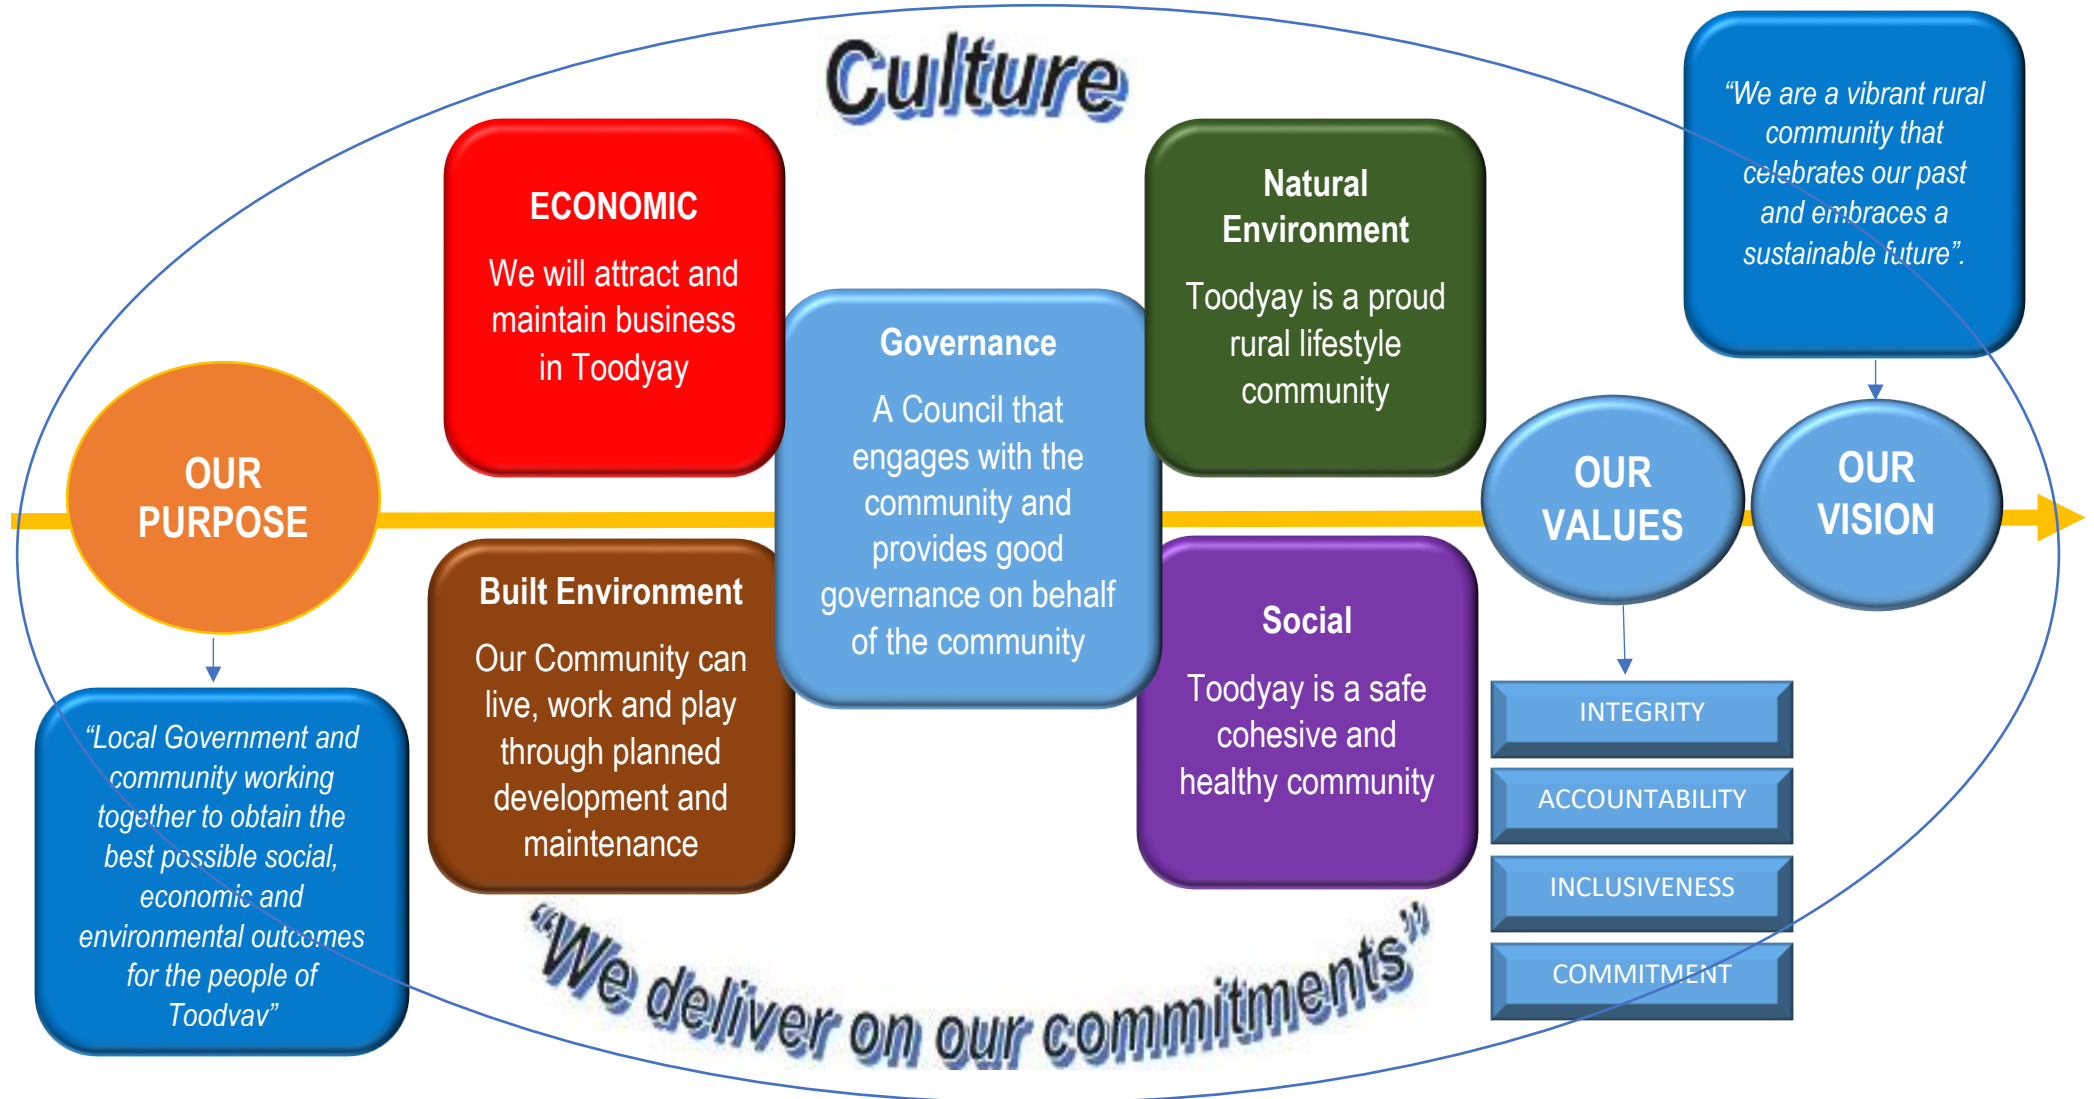 Culture
ECONOMIC
We will attract and
maintain business
in Toodyay
Natural
Environment
Toodyay is a proud
rural lifestyle
community
“We are a vibrant rural
community that
celebrates our past
and embraces a
sustainable future”.
Governance
A Council that
engages with the
community and
provides good
governance on behalf
of the community
OUR
PURPOSE
OUR
VALUES
OUR
VISION
Built Environment
Our Community can
live, work and play
through planned
development and
maintenance
Social
Toodyay is a safe
cohesive and
healthy community
“Local Government and
community working
together to obtain the
best possible social,
economic and
environmental outcomes
for the people of
Toodvav”
INTEGRITY
ACCOUNTABILITY
INCLUSIVENESS
COMMITMENT
“We deliver on our commitments”